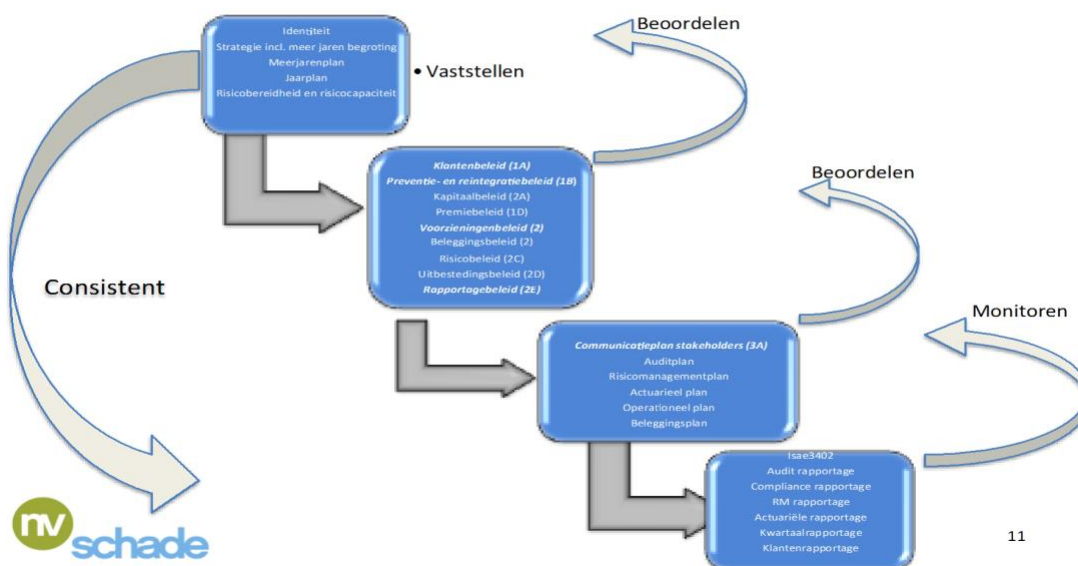 Beoordelen
Identiteit
Strategie incl. meer jaren begroting
Meerjarenplan
Jaarplan
Risicobereidheid en risicocapaciteit
• Vaststellen
Klantenbeleid (1A)
Preventie- en reintegratiebeleid (1B)
Kapitaalbeleid (2A)
Premiebeleid (1D)
Voorzieningenbeleid (2)
Beleggingsbeleid (2)
Risicobeleid (2C)
Uitbestedingsbeleid (2D)
Rapportagebeleid (2E)
Beoordelen
Consistent
Communicatieplan stakeholders (3A)
Auditplan
Risicomanagementplan
Actuarieel plan
Operationeel plan
Beleggingsplan
Monitoren
Isae3402
Audit rapportage
Compliance rapportage
RM rapportage
Actuariële rapportage
Kwartaalrapportage
Klantenrapportage
nv
schade
11